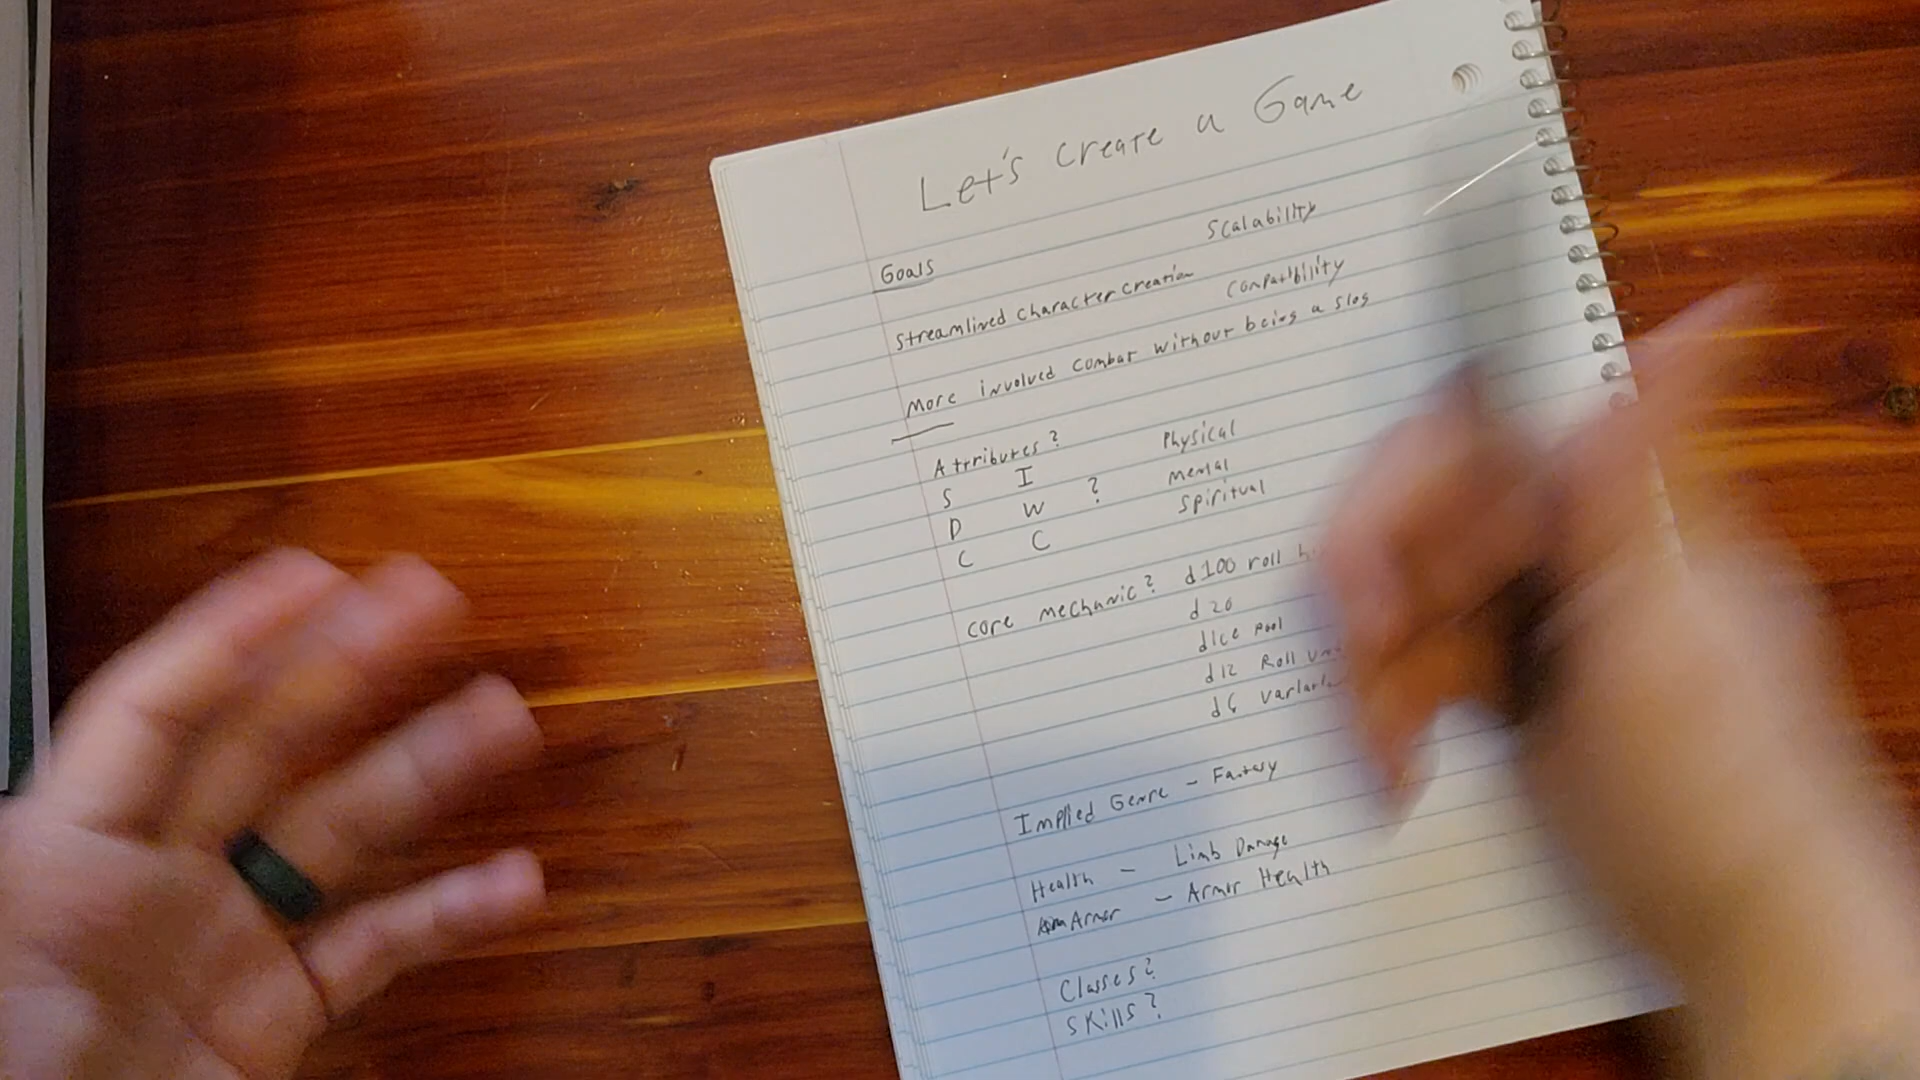 Let's create a Game
Goals
Scalability
Streamlined character creation
compatibility
More involved combat without being a slog
Attributes?
S I Physical
D W ? mental
C C Spiritual
core mechanic? d100 roll
d20
dice pool
d12 Roll
d6
Implied Genre - Fantasy
Health - Limb Damage
Armor - Armor Health
Classes?
Skills?